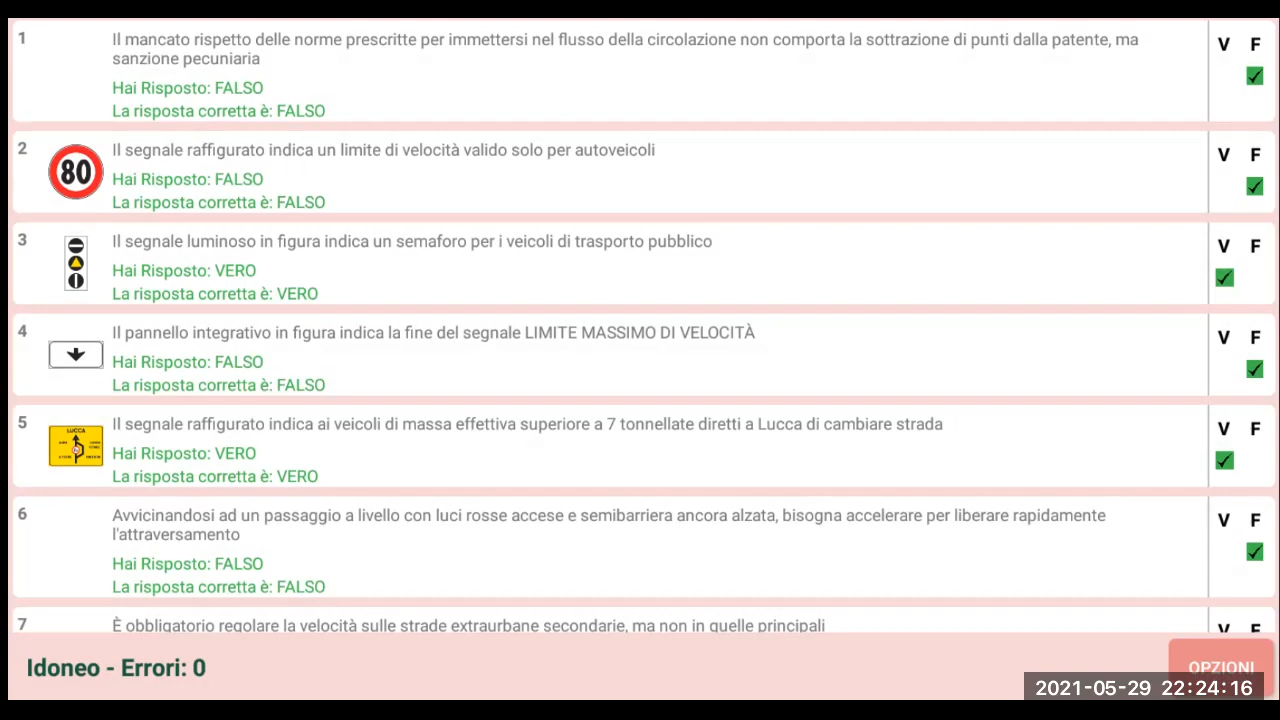 1
Il mancato rispetto delle norme prescritte per immettersi nel flusso della circolazione non comporta la sottrazione di punti dalla patente, ma
sanzione pecuniaria
V F
Hai Risposto: FALSO
La risposta corretta è: FALSO
2
80
Il segnale raffigurato indica un limite di velocità valido solo per autoveicoli
V F
Hai Risposto: FALSO
La risposta corretta è: FALSO
3
Il segnale luminoso in figura indica un semaforo per i veicoli di trasporto pubblico
V F
Hai Risposto: VERO
La risposta corretta è: VERO
4
Il pannello integrativo in figura indica la fine del segnale LIMITE MASSIMO DI VELOCITÀ
V F
Hai Risposto: FALSO
La risposta corretta è: FALSO
5
LUCCA
Il segnale raffigurato indica ai veicoli di massa effettiva superiore a 7 tonnellate diretti a Lucca di cambiare strada
V F
Hai Risposto: VERO
La risposta corretta è: VERO
6
Avvicinandosi ad un passaggio a livello con luci rosse accese e semibarriera ancora alzata, bisogna accelerare per liberare rapidamente
l'attraversamento
V F
Hai Risposto: FALSO
La risposta corretta è: FALSO
7
È obbligatorio regolare la velocità sulle strade extraurbane secondarie, ma non in quelle principali
V F
Idoneo - Errori: 0
OPZIONI
2021-05-29 22:24:16